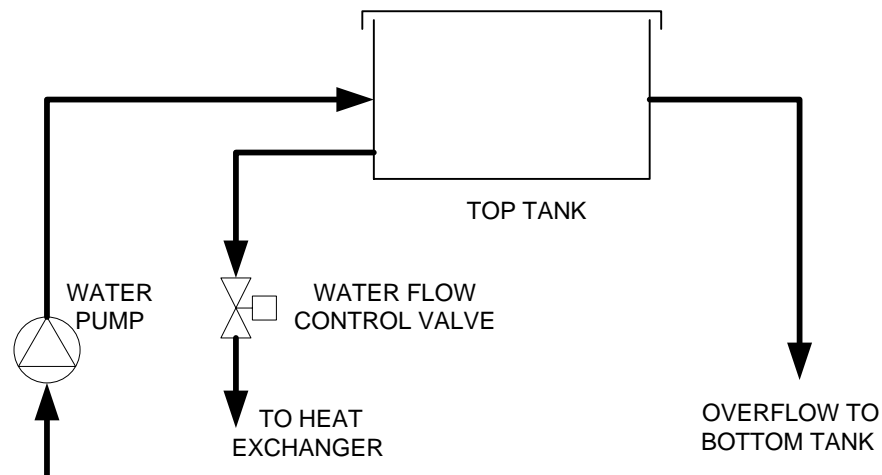 TOP TANK
WATER
PUMP
WATER FLOW
CONTROL VALVE
TO HEAT
EXCHANGER
OVERFLOW TO
BOTTOM TANK